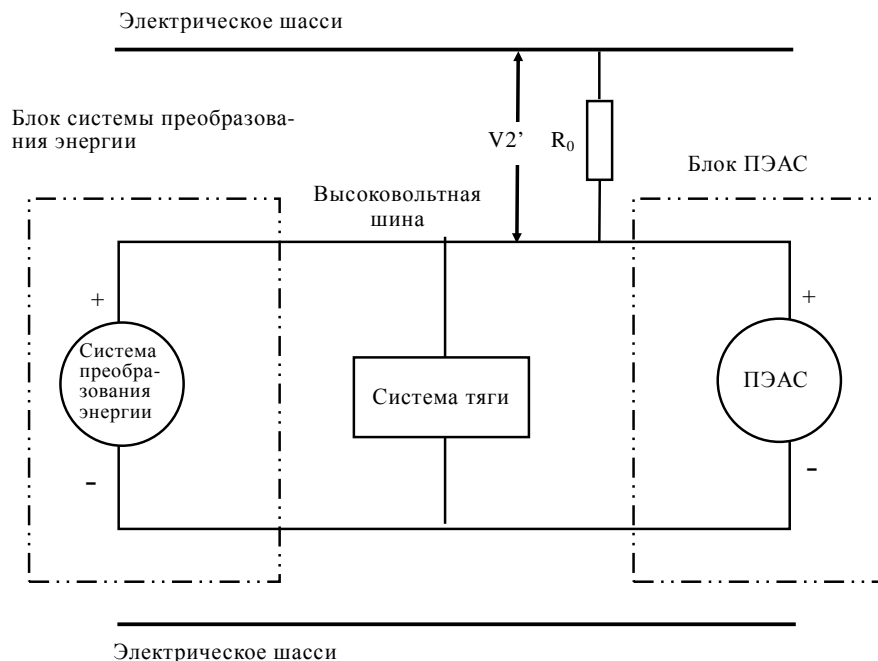 Электрическое шасси
Блок системы преобразова-
ния энергии
V2’
R₀
Блок ПЭАС
Высоковольтная
шина
+
+
Система
преобра-
зования
энергии
Система тяги
ПЭАС
-
-
Электрическое шасси